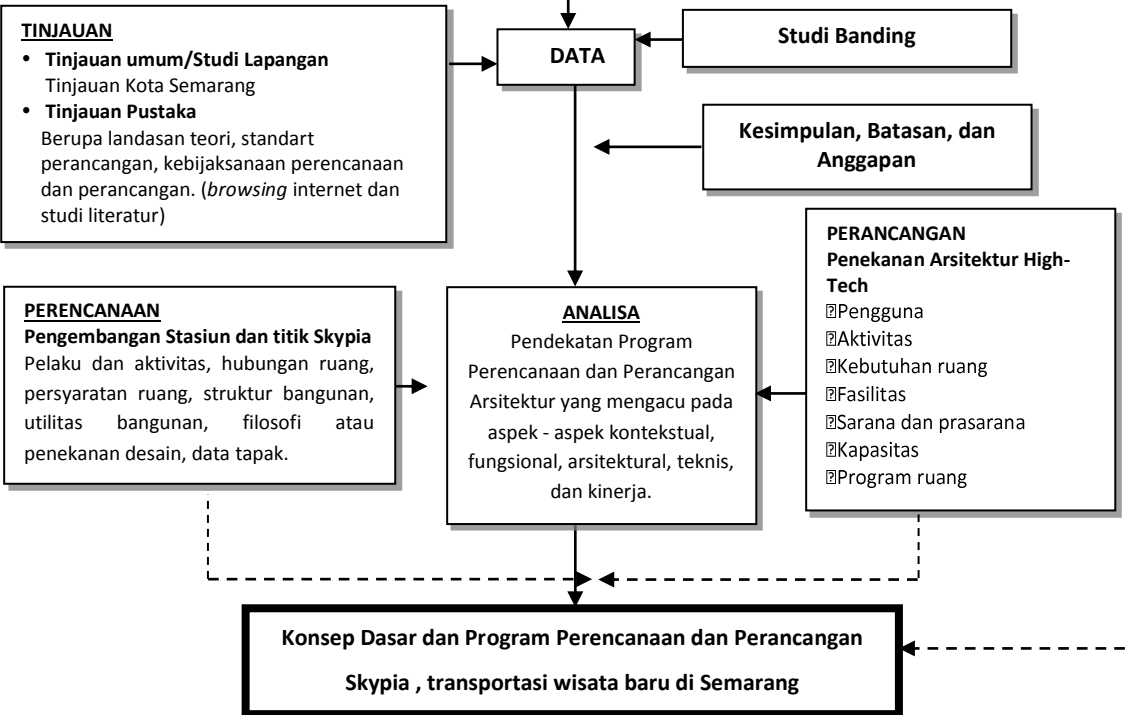 TINJAUAN
• Tinjauan umum/Studi Lapangan
Tinjauan Kota Semarang
• Tinjauan Pustaka
Berupa landasan teori, standart
perancangan, kebijaksanaan perencanaan
dan perancangan. (browsing internet dan
studi literatur)
DATA
Studi Banding
Kesimpulan, Batasan, dan
Anggapan
PERENCANAAN
Pengembangan Stasiun dan titik Skypia
Pelaku dan aktivitas, hubungan ruang,
persyaratan ruang, struktur bangunan,
utilitas bangunan, filosofi atau
penekanan desain, data tapak.
ANALISA
Pendekatan Program
Perencanaan dan Perancangan
Arsitektur yang mengacu pada
aspek - aspek kontekstual,
fungsional, arsitektural, teknis,
dan kinerja.
PERANCANGAN
Penekanan Arsitektur High-
Tech
⍰Pengguna
⍰Aktivitas
⍰Kebutuhan ruang
⍰Fasilitas
⍰Sarana dan prasarana
⍰Kapasitas
⍰Program ruang
Konsep Dasar dan Program Perencanaan dan Perancangan
Skypia , transportasi wisata baru di Semarang